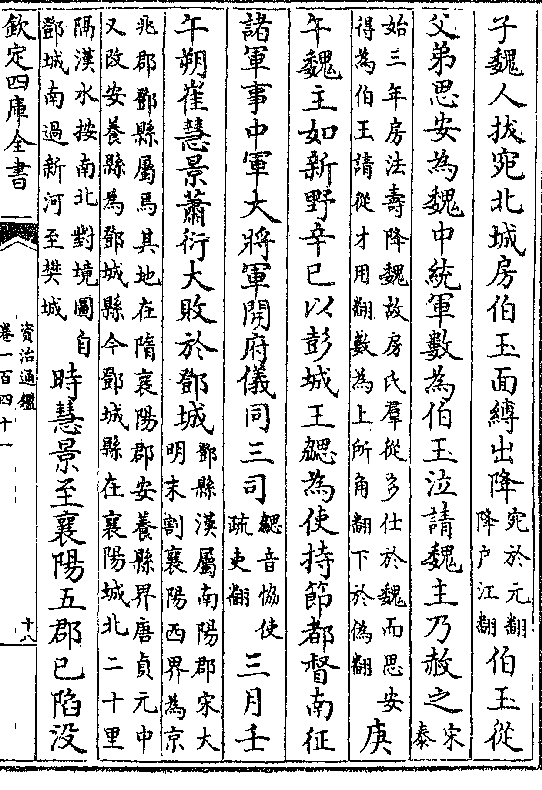 子魏人拔宛北城房伯玉面縛出降宛於元翻降户江翻伯玉從
父弟思安為魏中統軍數為伯玉泣請魏主乃赦之宋泰
始三年房法壽降魏故房氏羣從多仕於魏而思安得為伯王請從才用翻數為上所角翻下於偽翻庚
午魏主如新野辛巳以彭城王勰為使持節都督南征
諸軍事中軍大將軍開府儀同三司勰音協使疏吏翻三月壬
午朔崔慧景蕭衍大敗於鄧城鄧縣漢屬南陽郡宋大明末割襄陽西界為京
兆郡鄧縣屬焉其地在隋襄陽郡安養縣界唐貞元中又改安養縣為鄧城縣今鄧城縣在襄陽城北二十里
隔漢水按南北對境圖自鄧城南過新河至樊城時慧景至襄陽五郡已陷没
欽定四庫全書
資治通鑑
卷一百四十一
十八